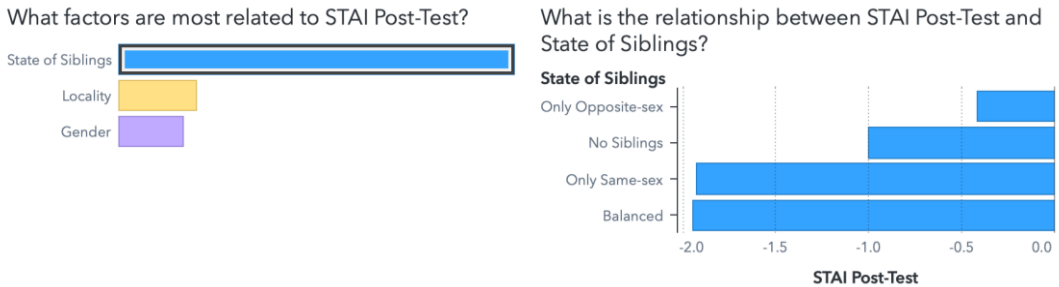 What factors are most related to STAI Post-Test?
State of Siblings
Locality
Gender
What is the relationship between STAI Post-Test and
State of Siblings?
State of Siblings
Only Opposite-sex
No Siblings
Only Same-sex
Balanced
-2.0 -1.5 -1.0 -0.5 0.0
STAI Post-Test